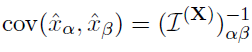 cov(x̂_α, x̂_β) = (𝓘^(X))^{-1}_{αβ}